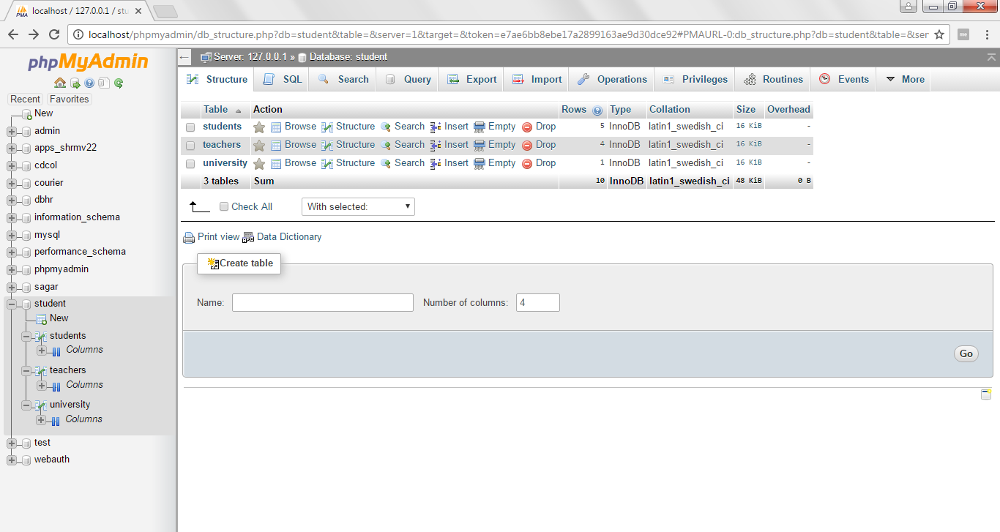 localhost / 127.0.0.1 / stu
localhost/phpmyadmin/db_structure.php?db=student&table=&server=1&target=&token=e7ae6bb8ebe17a2899163ae9d30dce92#PMAURL-0:db_structure.php?db=student&table=&ser
me
phpMyAdmin
Recent Favorites
New
admin
apps_shrmv22
cdcol
courier
dbhr
information_schema
mysql
performance_schema
phpmyadmin
sagar
student
New
students
Columns
teachers
Columns
university
Columns
test
webauth
Server: 127.0.0.1 » Database: student
Structure SQL Search Query Export Import Operations Privileges Routines Events More
Table Action Rows Type Collation Size Overhead
students Browse Structure Search Insert Empty Drop 5 InnoDB latin1_swedish_ci 16 KiB -
teachers Browse Structure Search Insert Empty Drop 4 InnoDB latin1_swedish_ci 16 KiB -
university Browse Structure Search Insert Empty Drop 1 InnoDB latin1_swedish_ci 16 KiB -
3 tables Sum 10 InnoDB latin1_swedish_ci 48 KiB 0 B
Check All With selected:
Print view Data Dictionary
Create table
Name: Number of columns: 4
Go